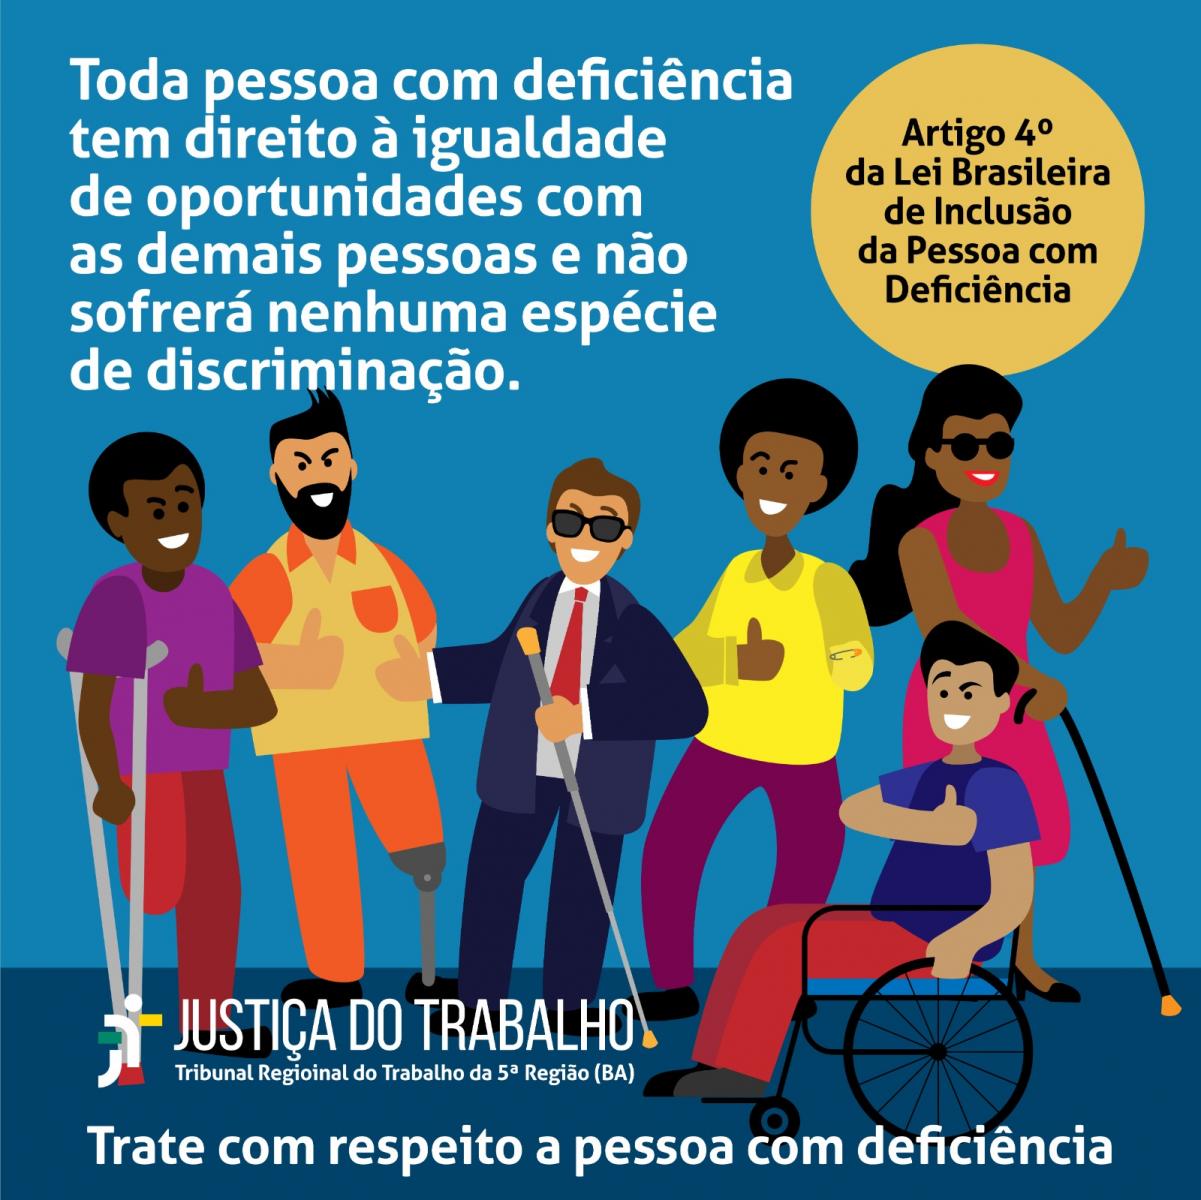 Toda pessoa com deficiência
tem direito à igualdade
de oportunidades com
as demais pessoas e não
sofrerá nenhuma espécie
de discriminação.
Artigo 4º
da Lei Brasileira
de Inclusão
da Pessoa com
Deficiência
JUSTIÇA DO TRABALHO
Tribunal Regioinal do Trabalho da 5ª Região (BA)
Trate com respeito a pessoa com deficiência